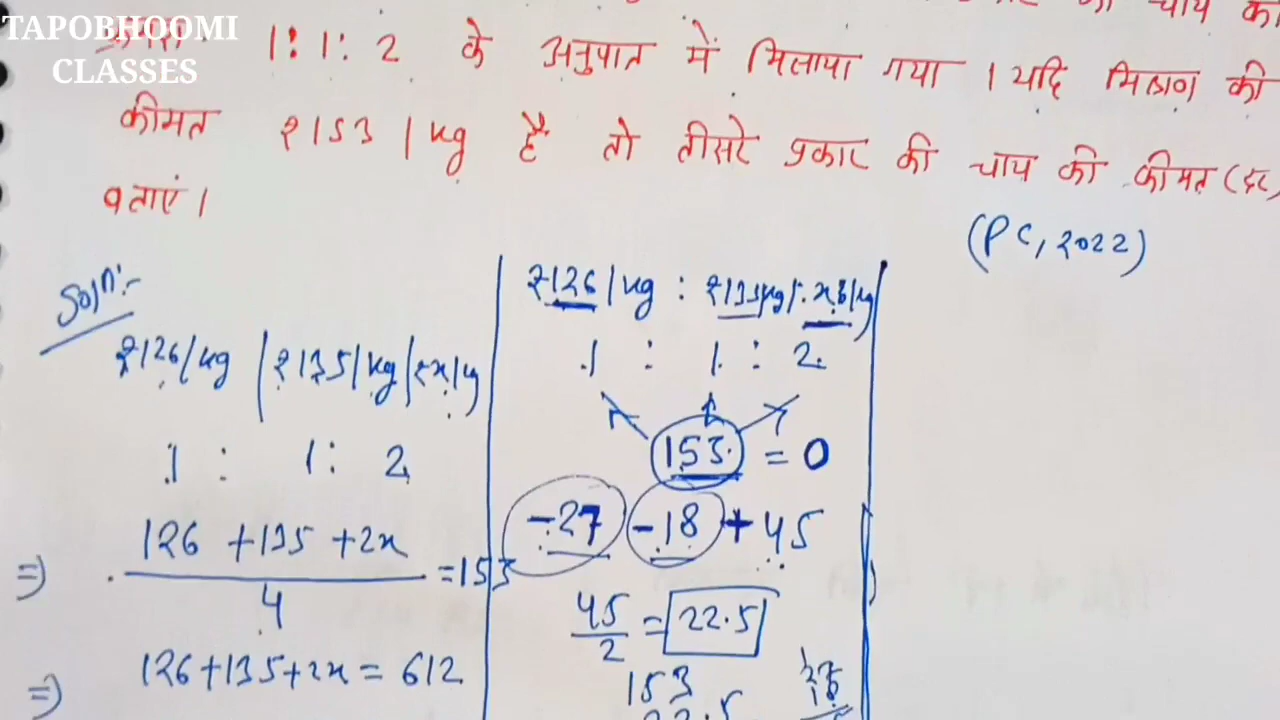 TAPOBHOOMI
CLASSES
चाय की
1:1:2 के अनुपात में मिलाया गया । यदि मिश्रण की
कीमत ₹153/kg है तो तीसरे प्रकार की चाय की कीमत
बताएं ।
(PC, 2022)
Soln:-
₹126/kg | ₹135/kg | ₹x/kg
1 : 1 : 2
126 + 135 + 2x
=> ――― = 153
4
=> 126+135+2x = 612
₹126/kg : ₹135/kg
1 : 1 : 2
153 = 0
-27 -18 + 45
45/2 = 22.5
153
22.5